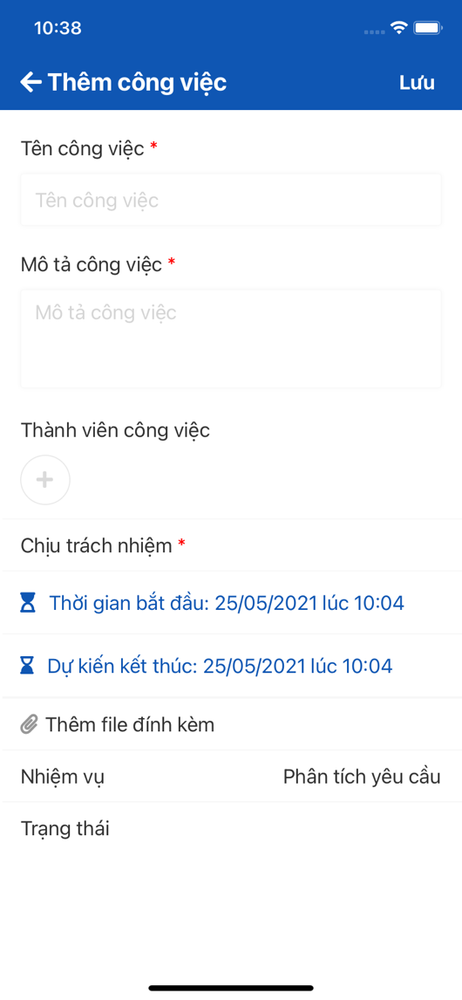 10:38
Thêm công việc Lưu
Tên công việc *
Tên công việc
Mô tả công việc *
Mô tả công việc
Thành viên công việc
Chịu trách nhiệm *
Thời gian bắt đầu: 25/05/2021 lúc 10:04
Dự kiến kết thúc: 25/05/2021 lúc 10:04
Thêm file đính kèm
Nhiệm vụ Phân tích yêu cầu
Trạng thái